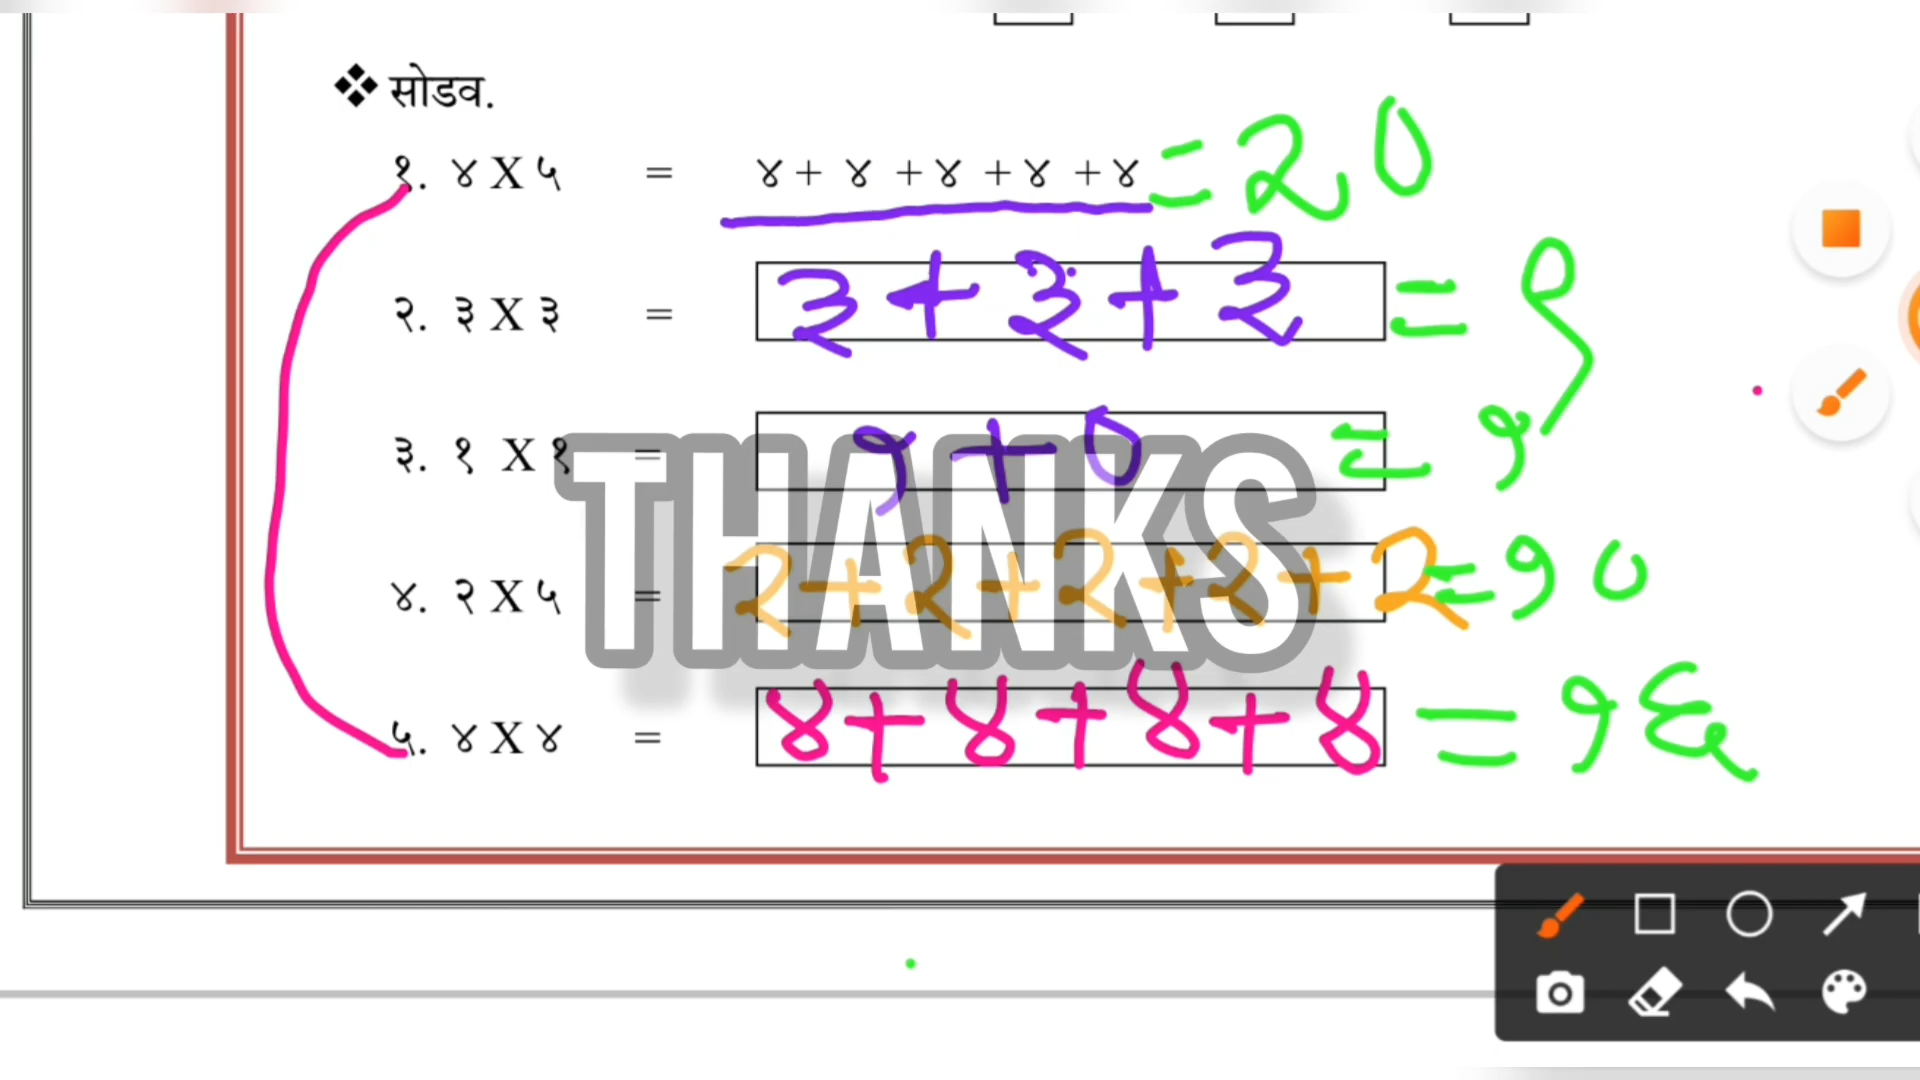 ❖ सोडव.
१. ४ X ५ = ४ + ४ + ४ + ४ + ४ = २०
२. ३ X ३ = ३ + ३ + ३ = ९
३. १ X १ = १ + ० = १
४. २ X ५ = २ + २ + २ + २ + २ = १०
५. ४ X ४ = ४ + ४ + ४ + ४ = १६
THANKS